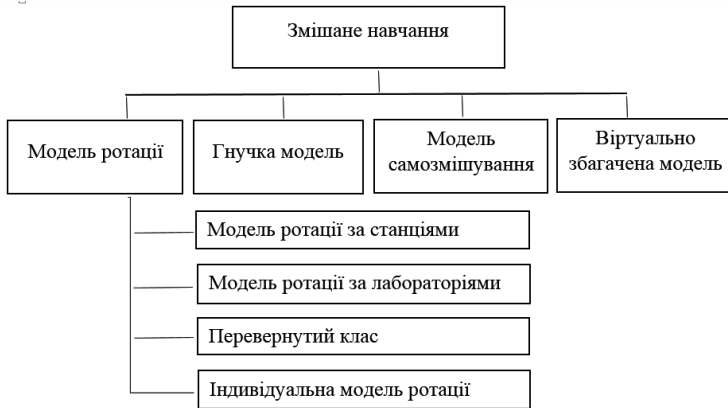 Змішане навчання
Модель ротації
Гнучка модель
Модель
самозмішування
Віртуально
збагачена модель
Модель ротації за станціями
Модель ротації за лабораторіями
Перевернутий клас
Індивідуальна модель ротації